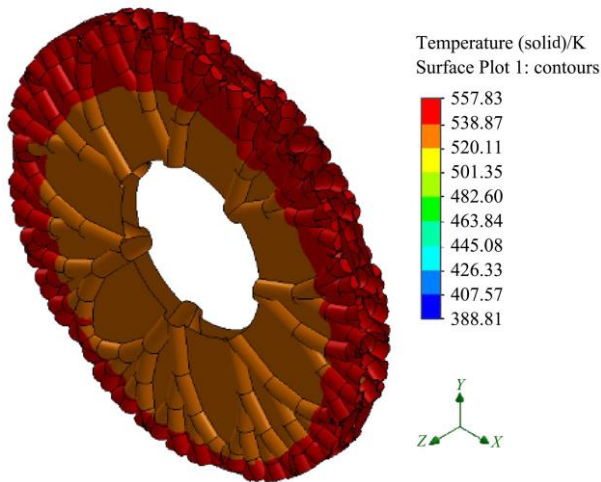 Temperature (solid)/K
Surface Plot 1: contours
557.83
538.87
520.11
501.35
482.60
463.84
445.08
426.33
407.57
388.81
Y
Z X